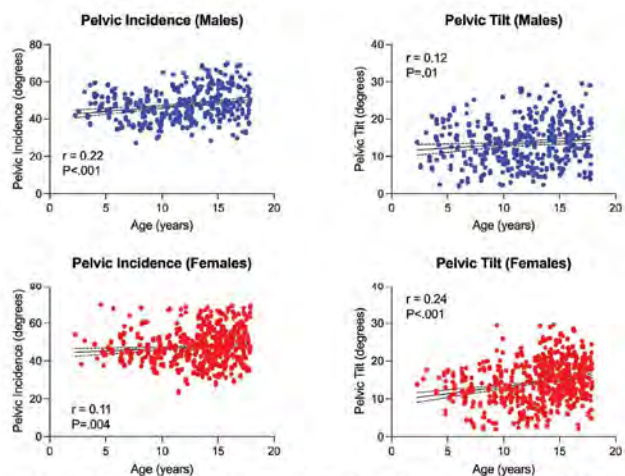 Pelvic Incidence (Males)
Pelvic Incidence (degrees)
80
60
40
20
0
r = 0.22
P<.001
0 5 10 15 20
Age (years)
Pelvic Tilt (Males)
Pelvic Tilt (degrees)
40
30
20
10
0
r = 0.12
P=.01
0 5 10 15 20
Age (years)
Pelvic Incidence (Females)
Pelvic Incidence (degrees)
80
60
40
20
0
r = 0.11
P=.004
0 5 10 15 20
Age (years)
Pelvic Tilt (Females)
Pelvic Tilt (degrees)
40
30
20
10
0
r = 0.24
P<.001
0 5 10 15 20
Age (years)